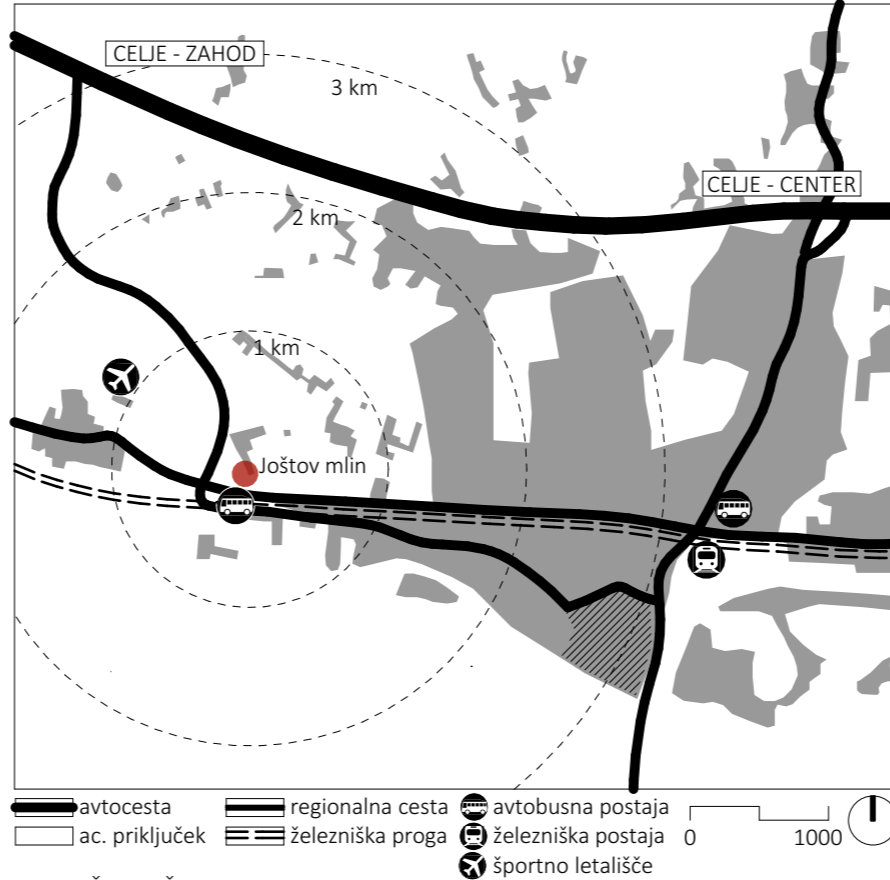 CELJE - ZAHOD
3 km
CELJE - CENTER
2 km
1 km
Joštov mlin
avtocesta
regionalna cesta
avtobusna postaja
ac. priključek
železniška proga
železniška postaja
0
1000
športno letališče